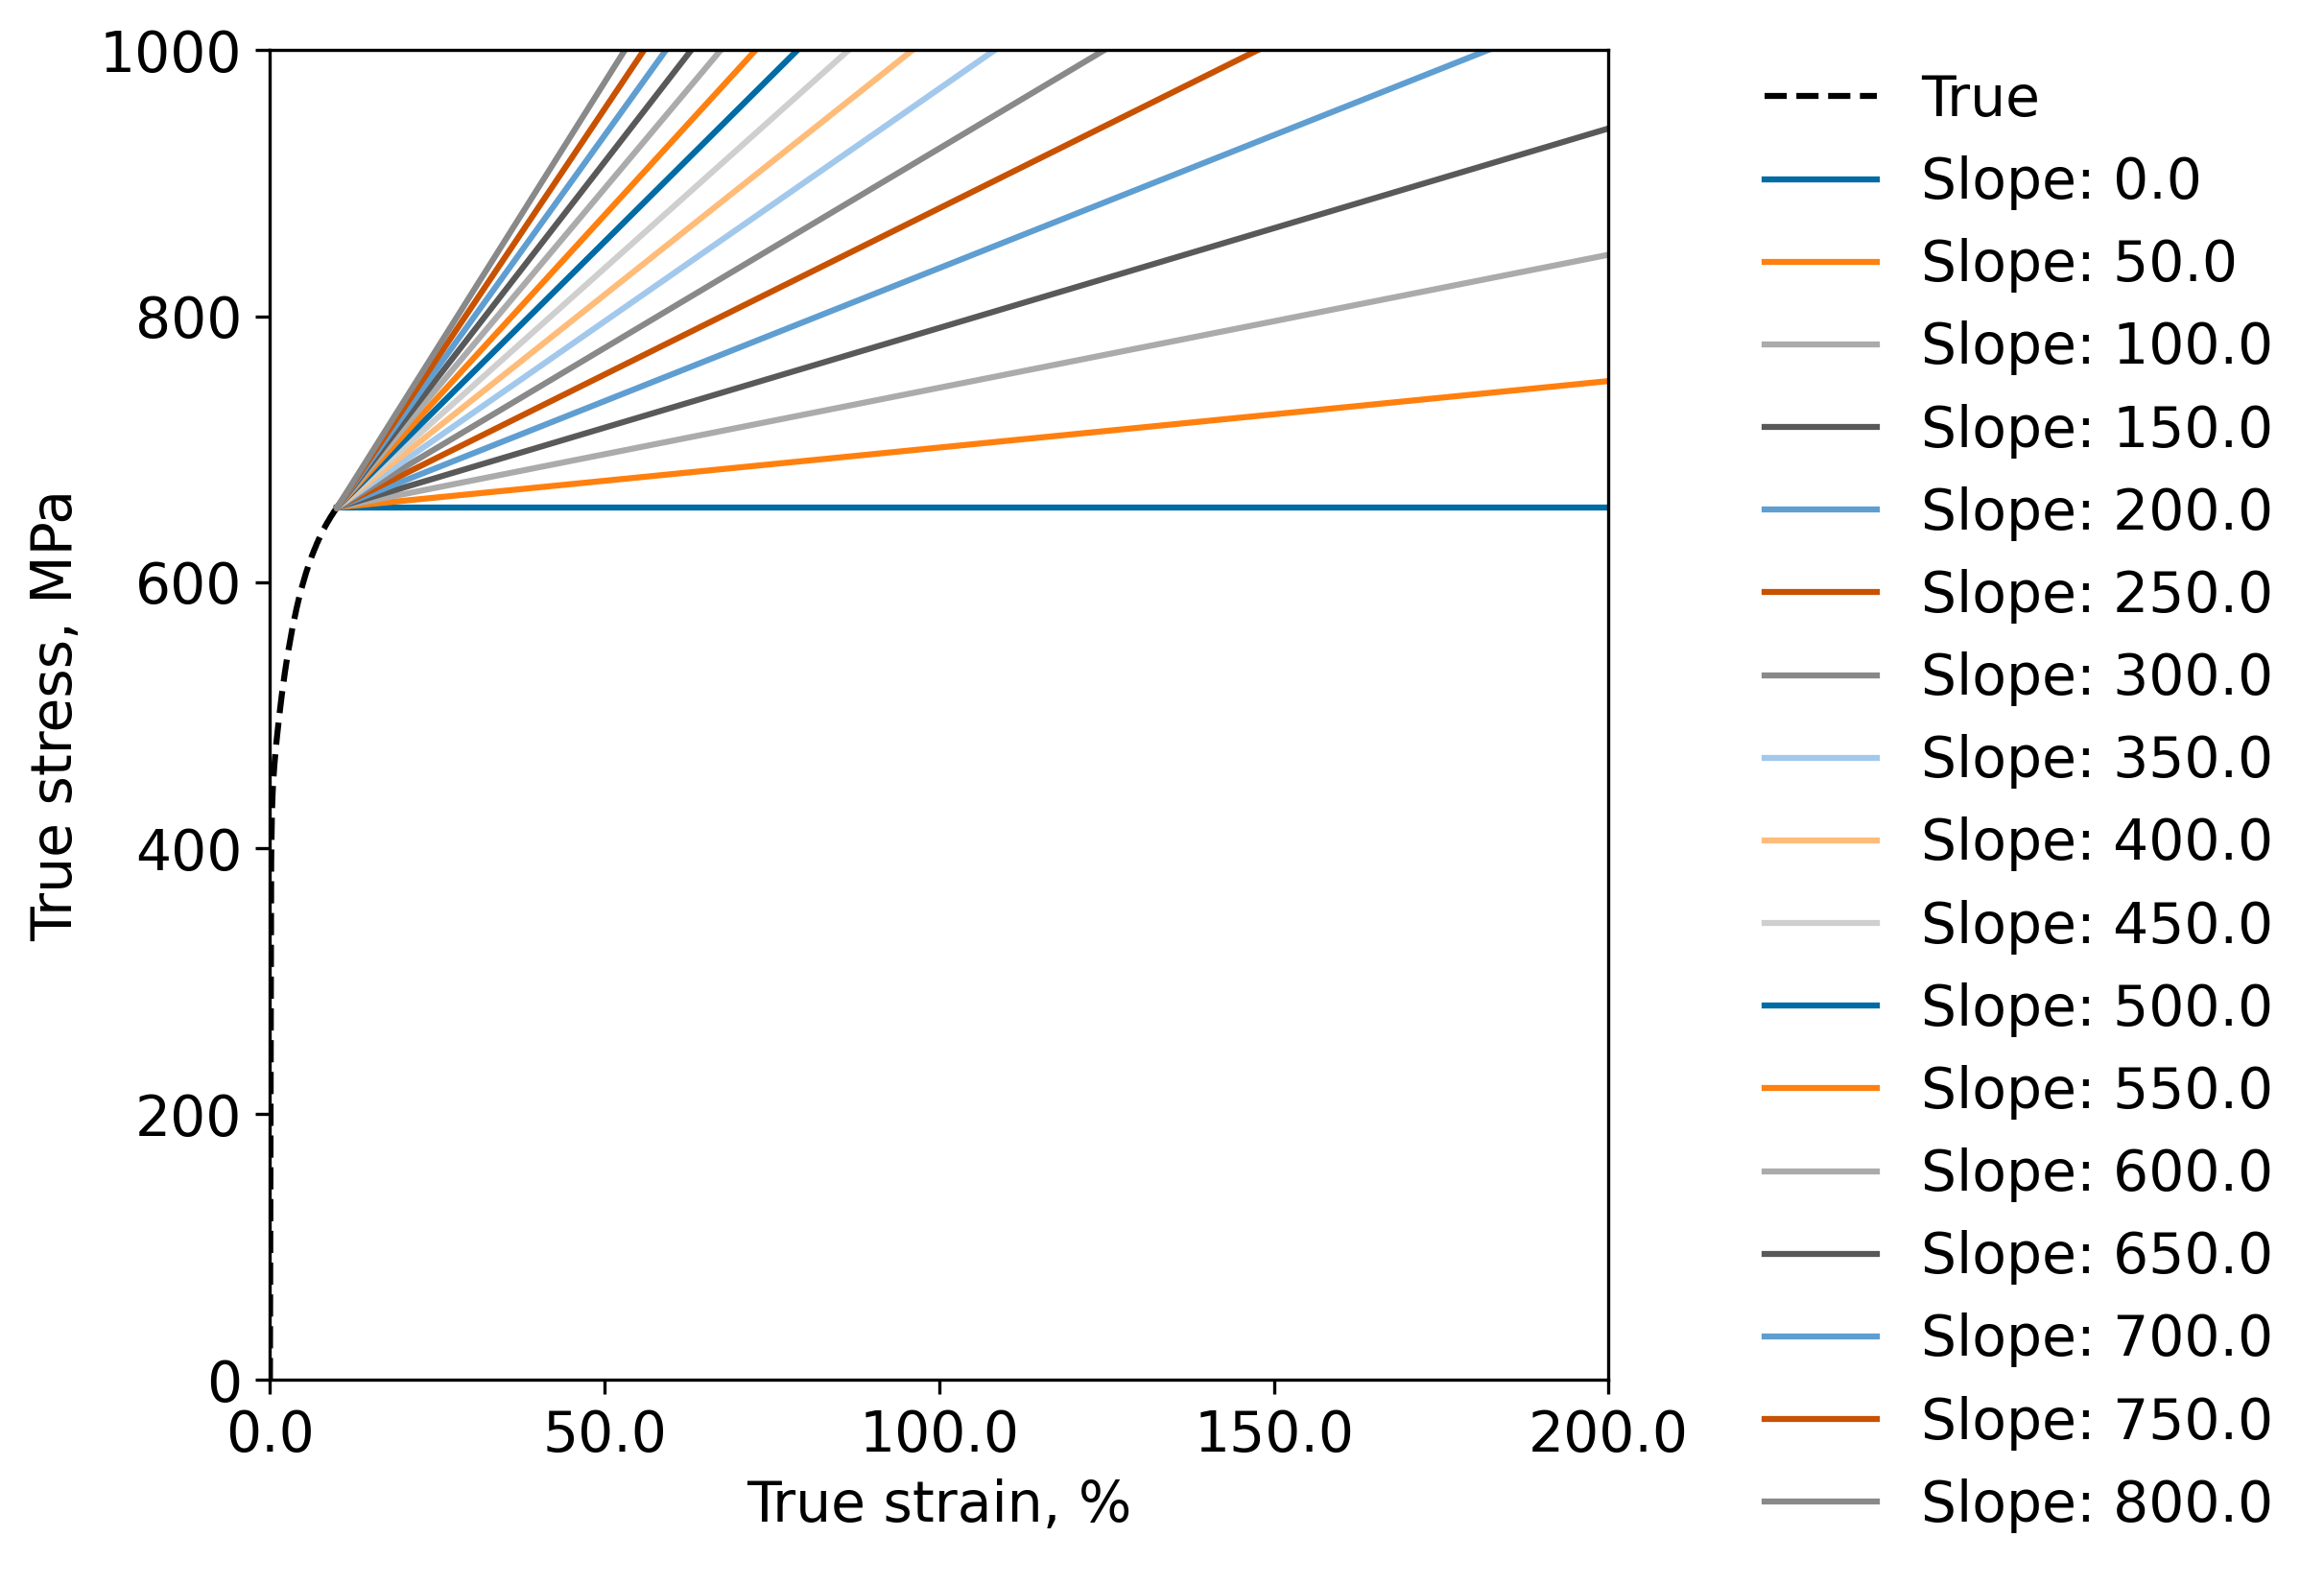 1000
800
600
400
200
0
0.0 50.0 100.0 150.0 200.0
True strain, %
True stress, MPa
True
Slope: 0.0
Slope: 50.0
Slope: 100.0
Slope: 150.0
Slope: 200.0
Slope: 250.0
Slope: 300.0
Slope: 350.0
Slope: 400.0
Slope: 450.0
Slope: 500.0
Slope: 550.0
Slope: 600.0
Slope: 650.0
Slope: 700.0
Slope: 750.0
Slope: 800.0